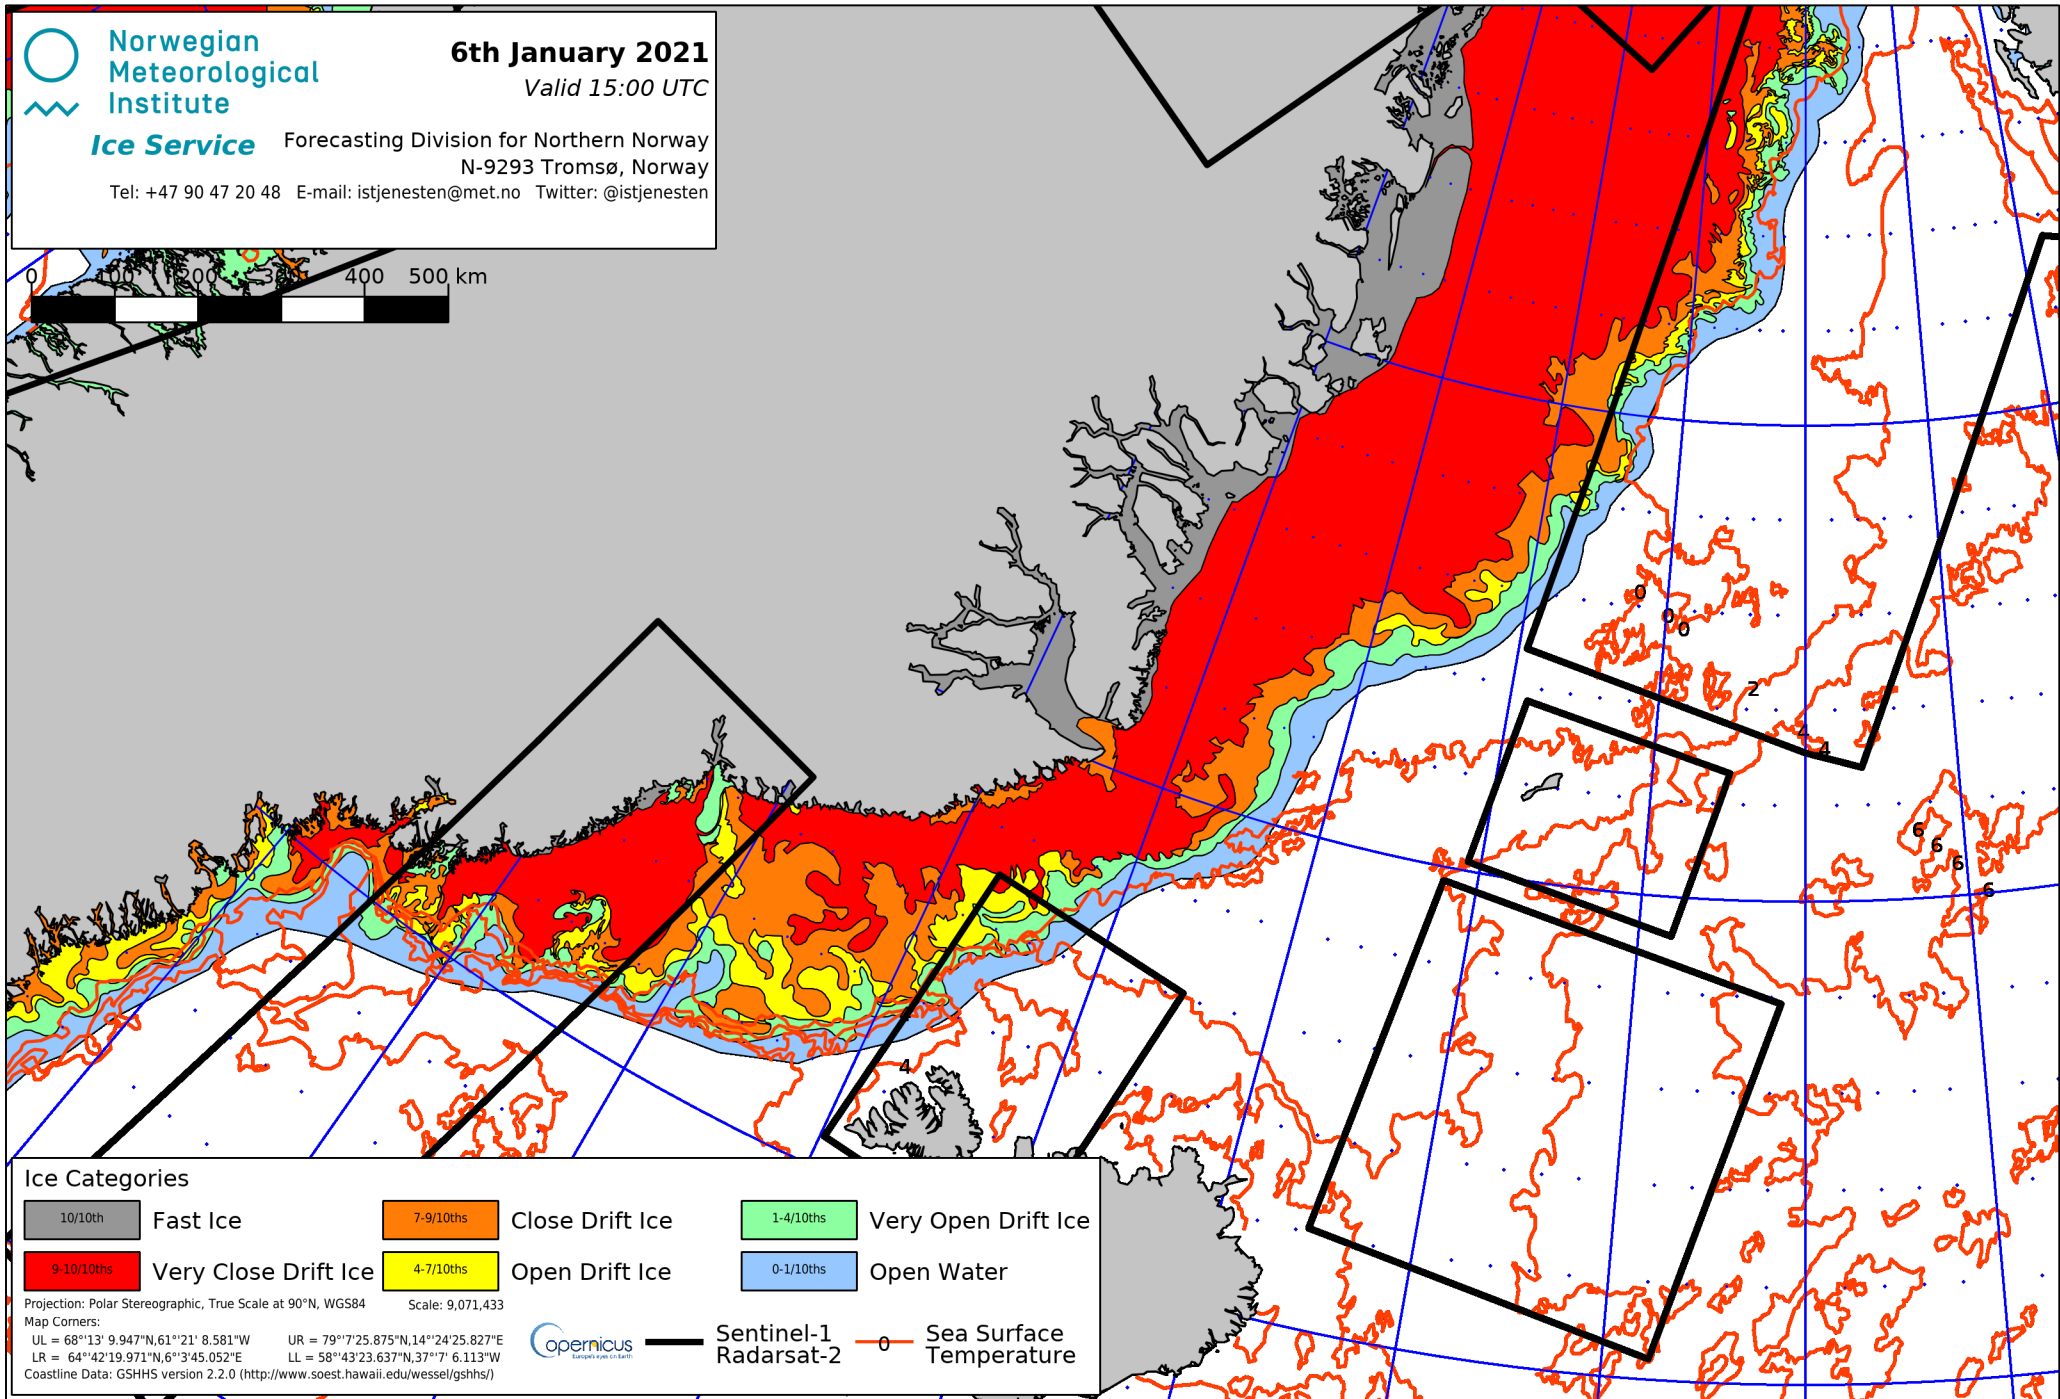 Norwegian
Meteorological
Institute
Ice Service
6th January 2021
Valid 15:00 UTC
Forecasting Division for Northern Norway
N-9293 Tromsø, Norway
Tel: +47 90 47 20 48 E-mail: istjenesten@met.no Twitter: @istjenesten
0 100 200 300 400 500 km
0
0
0
2
4
4
6
6
6
6
4
Ice Categories
10/10th Fast Ice
7-9/10ths Close Drift Ice
1-4/10ths Very Open Drift Ice
9-10/10ths Very Close Drift Ice
4-7/10ths Open Drift Ice
0-1/10ths Open Water
Projection: Polar Stereographic, True Scale at 90°N, WGS84 Scale: 9,071,433
Map Corners:
UL = 68°13' 9.947"N,61°21' 8.581"W UR = 79°7'25.875"N,14°24'25.827"E
LR = 64°42'19.971"N,6°3'45.052"E LL = 58°43'23.637"N,37°7' 6.113"W
Coastline Data: GSHHS version 2.2.0 (http://www.soest.hawaii.edu/wessel/gshhs/)
opernicus
Europe's eyes on Earth
Sentinel-1
Radarsat-2
0
Sea Surface
Temperature